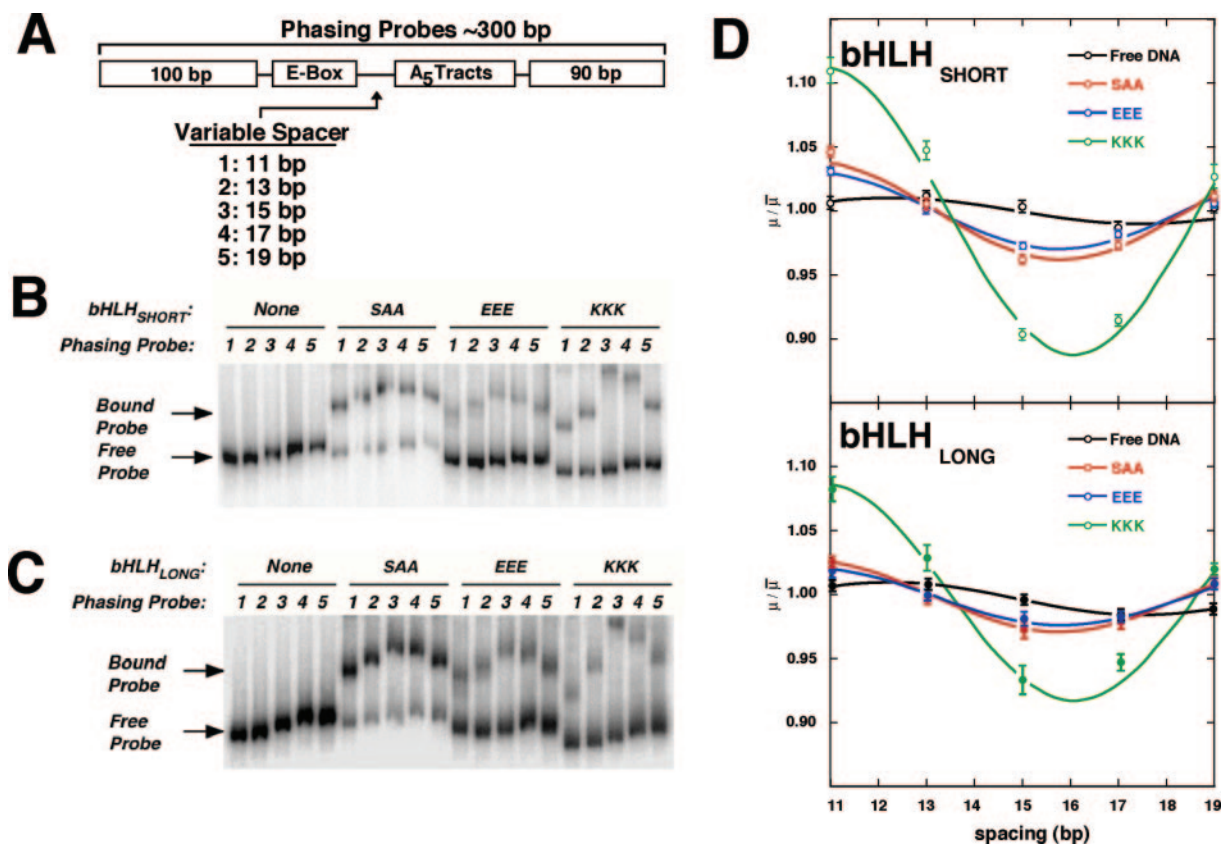 A
Phasing Probes ~300 bp
100 bp
E-Box
A5Tracts
90 bp
Variable Spacer
1: 11 bp
2: 13 bp
3: 15 bp
4: 17 bp
5: 19 bp
B
bHLHSHORT: None SAA EEE KKK
Phasing Probe: 1 2 3 4 5 1 2 3 4 5 1 2 3 4 5 1 2 3 4 5
Bound
Probe
Free
Probe
C
bHLHLONG: None SAA EEE KKK
Phasing Probe: 1 2 3 4 5 1 2 3 4 5 1 2 3 4 5 1 2 3 4 5
Bound
Probe
Free
Probe
D
bHLH SHORT
Free DNA
SAA
EEE
KKK
1.10
1.05
1.00
0.95
0.90
μ / μ̅
bHLH LONG
Free DNA
SAA
EEE
KKK
1.10
1.05
1.00
0.95
0.90
μ / μ̅
11 12 13 14 15 16 17 18 19
spacing (bp)